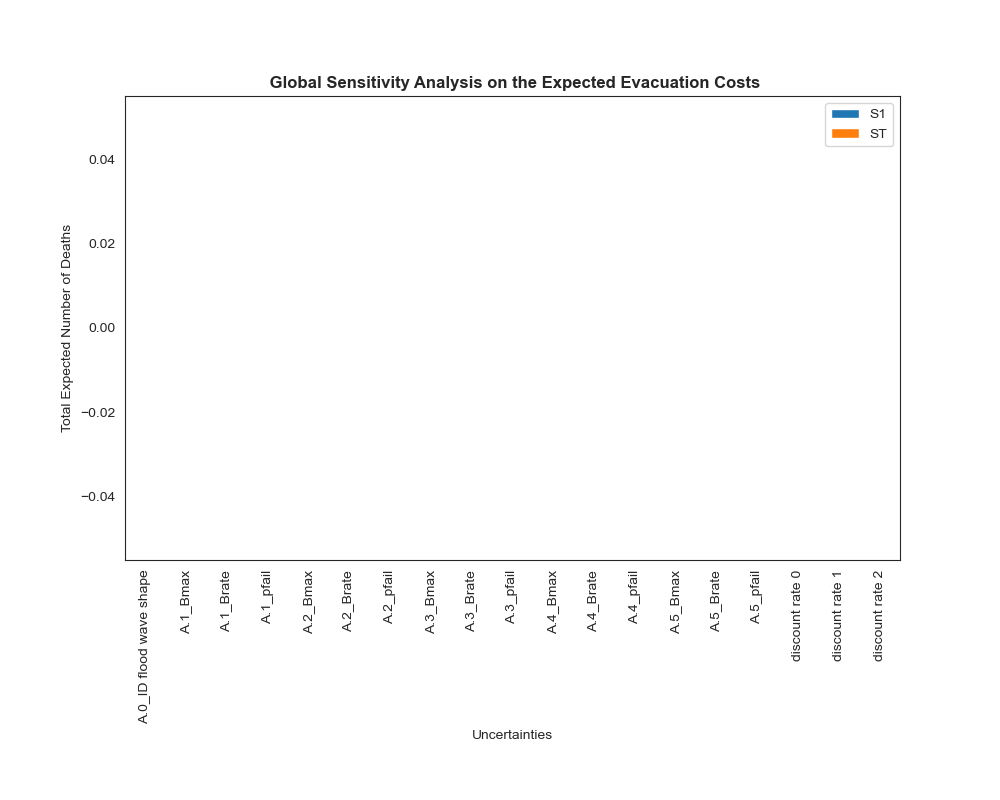 Global Sensitivity Analysis on the Expected Evacuation Costs
S1
ST
0.04
0.02
0.00
−0.02
−0.04
Total Expected Number of Deaths
A.0_ID flood wave shape
A.1_Bmax
A.1_Brate
A.1_pfail
A.2_Bmax
A.2_Brate
A.2_pfail
A.3_Bmax
A.3_Brate
A.3_pfail
A.4_Bmax
A.4_Brate
A.4_pfail
A.5_Bmax
A.5_Brate
A.5_pfail
discount rate 0
discount rate 1
discount rate 2
Uncertainties